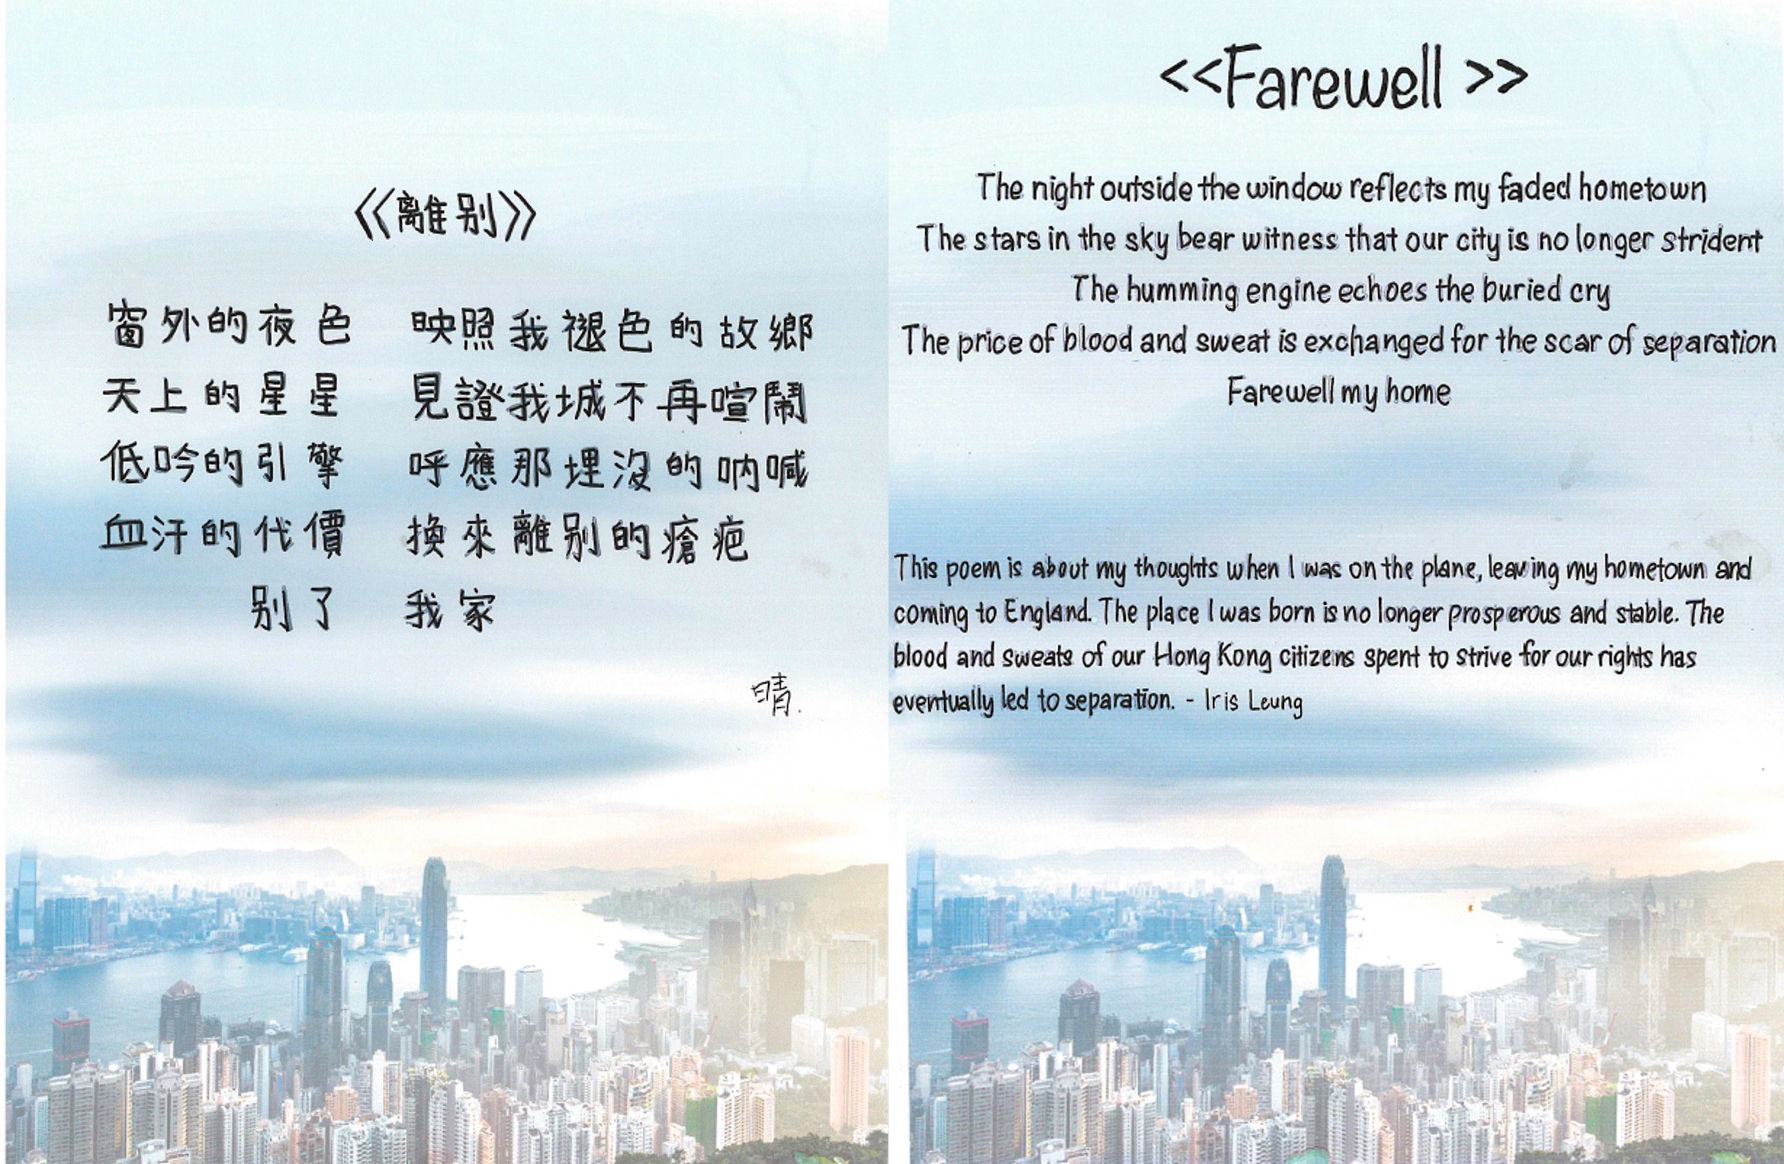 《離別》
窗外的夜色 映照我褪色的故鄉
天上的星星 見證我城不再喧鬧
低吟的引擎 呼應那埋沒的吶喊
血汗的代價 換來離別的瘡疤
別了 我家
晴.
<<Farewell >>
The night outside the window reflects my faded hometown
The stars in the sky bear witness that our city is no longer strident
The humming engine echoes the buried cry
The price of blood and sweat is exchanged for the scar of separation
Farewell my home
This poem is about my thoughts when I was on the plane, leaving my hometown and
coming to England. The place I was born is no longer prosperous and stable. The
blood and sweats of our Hong Kong citizens spent to strive for our rights has
eventually led to separation. - Iris Leung